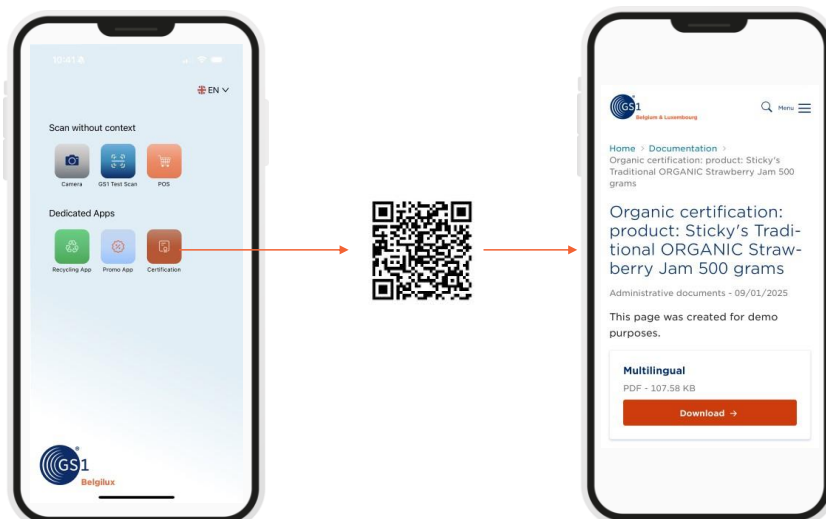 10:41
EN
Scan without context
Camera
GS1 Test Scan
POS
Dedicated Apps
Recycling App
Promo App
Certification
GS1
Belgilux
GS1
Belgium & Luxembourg
Menu
Home > Documentation >
Organic certification: product: Sticky's
Traditional ORGANIC Strawberry Jam 500
grams
Organic certification:
product: Sticky's Tradi-
tional ORGANIC Straw-
berry Jam 500 grams
Administrative documents - 09/01/2025
This page was created for demo
purposes.
Multilingual
PDF - 107.58 KB
Download →